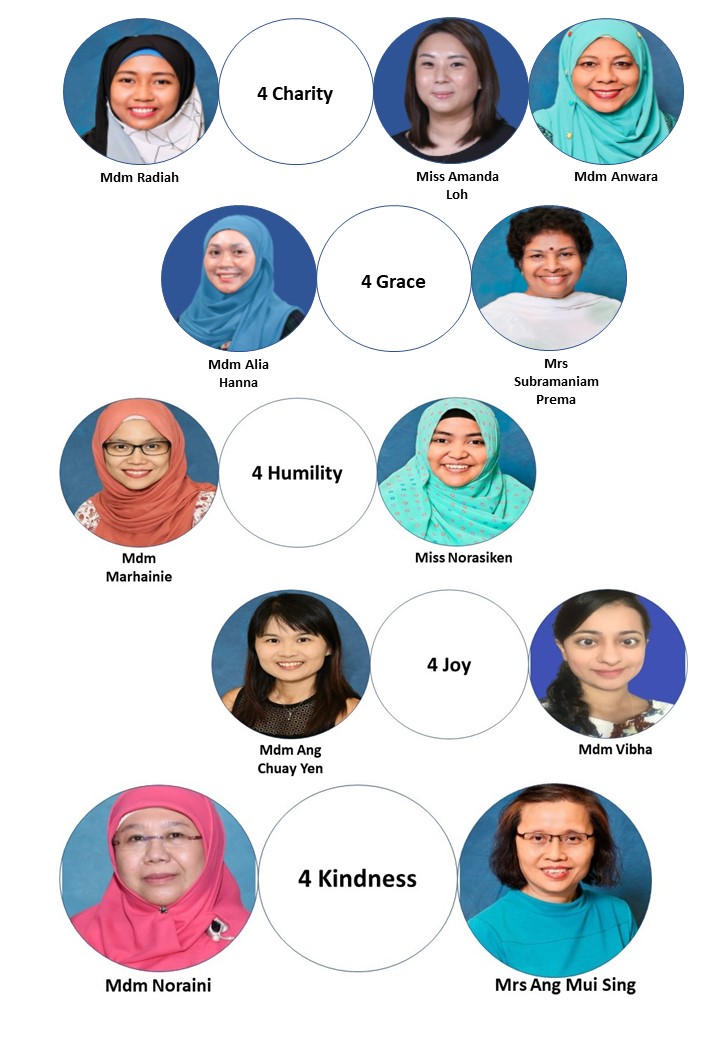 4 Charity
Mdm Radiah
Miss Amanda
Loh
Mdm Anwara
4 Grace
Mdm Alia
Hanna
Mrs
Subramaniam
Prema
4 Humility
Mdm
Marhainie
Miss Norasiken
4 Joy
Mdm Ang
Chuay Yen
Mdm Vibha
4 Kindness
Mdm Noraini
Mrs Ang Mui Sing